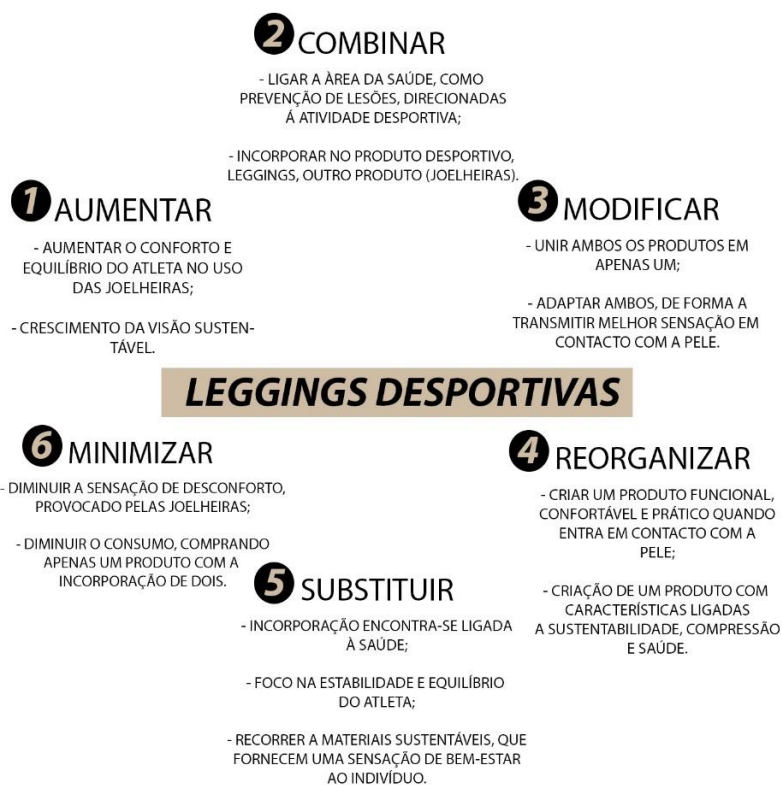 1 AUMENTAR
- AUMENTAR O CONFORTO E
EQUILÍBRIO DO ATLETA NO USO
DAS JOELHEIRAS;
- CRESCIMENTO DA VISÃO SUSTEN-
TÁVEL.
2 COMBINAR
- LIGAR A ÀREA DA SAÚDE, COMO
PREVENÇÃO DE LESÕES, DIRECIONADAS
Á ATIVIDADE DESPORTIVA;
- INCORPORAR NO PRODUTO DESPORTIVO,
LEGGINGS, OUTRO PRODUTO (JOELHEIRAS).
3 MODIFICAR
- UNIR AMBOS OS PRODUTOS EM
APENAS UM;
- ADAPTAR AMBOS, DE FORMA A
TRANSMITIR MELHOR SENSAÇÃO EM
CONTACTO COM A PELE.
LEGGINGS DESPORTIVAS
4 REORGANIZAR
- CRIAR UM PRODUTO FUNCIONAL,
CONFORTÁVEL E PRÁTICO QUANDO
ENTRA EM CONTACTO COM A
PELE;
- CRIAÇÃO DE UM PRODUTO COM
CARACTERÍSTICAS LIGADAS
A SUSTENTABILIDADE, COMPRESSÃO
E SAÚDE.
5 SUBSTITUIR
- INCORPORAÇÃO ENCONTRA-SE LIGADA
À SAÚDE;
- FOCO NA ESTABILIDADE E EQUILÍBRIO
DO ATLETA;
- RECORRER A MATERIAIS SUSTENTÁVEIS, QUE
FORNECEM UMA SENSAÇÃO DE BEM-ESTAR
AO INDIVÍDUO.
6 MINIMIZAR
- DIMINUIR A SENSAÇÃO DE DESCONFORTO,
PROVOCADO PELAS JOELHEIRAS;
- DIMINUIR O CONSUMO, COMPRANDO
APENAS UM PRODUTO COM A
INCORPORAÇÃO DE DOIS.